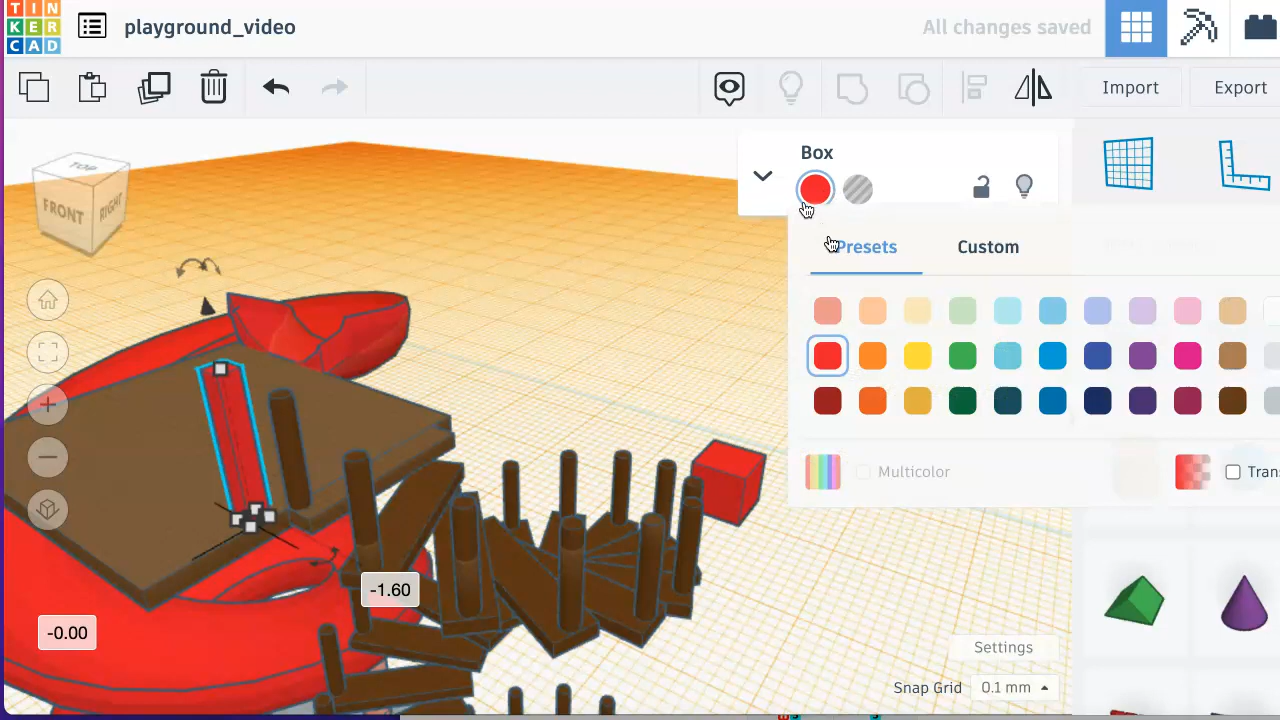 TIN
KER
CAD
playground_video
All changes saved
Import
Export
TOP
FRONT
RIGHT
Box
Presets
Custom
Multicolor
Tran
-1.60
-0.00
Settings
Snap Grid
0.1 mm